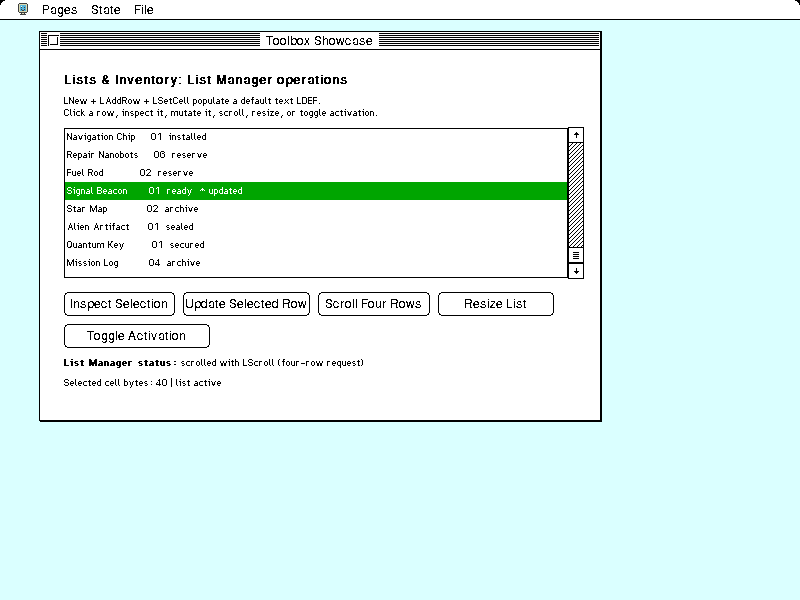 Pages State File
Toolbox Showcase
Lists & Inventory: List Manager operations
LNew + LAddRow + LSetCell populate a default text LDEF.
Click a row, inspect it, mutate it, scroll, resize, or toggle activation.
Navigation Chip 01 installed
Repair Nanobots 06 reserve
Fuel Rod 02 reserve
Signal Beacon 01 ready * updated
Star Map 02 archive
Alien Artifact 01 sealed
Quantum Key 01 secured
Mission Log 04 archive
Inspect Selection Update Selected Row Scroll Four Rows Resize List
Toggle Activation
List Manager status: scrolled with LScroll (four-row request)
Selected cell bytes: 40 | list active